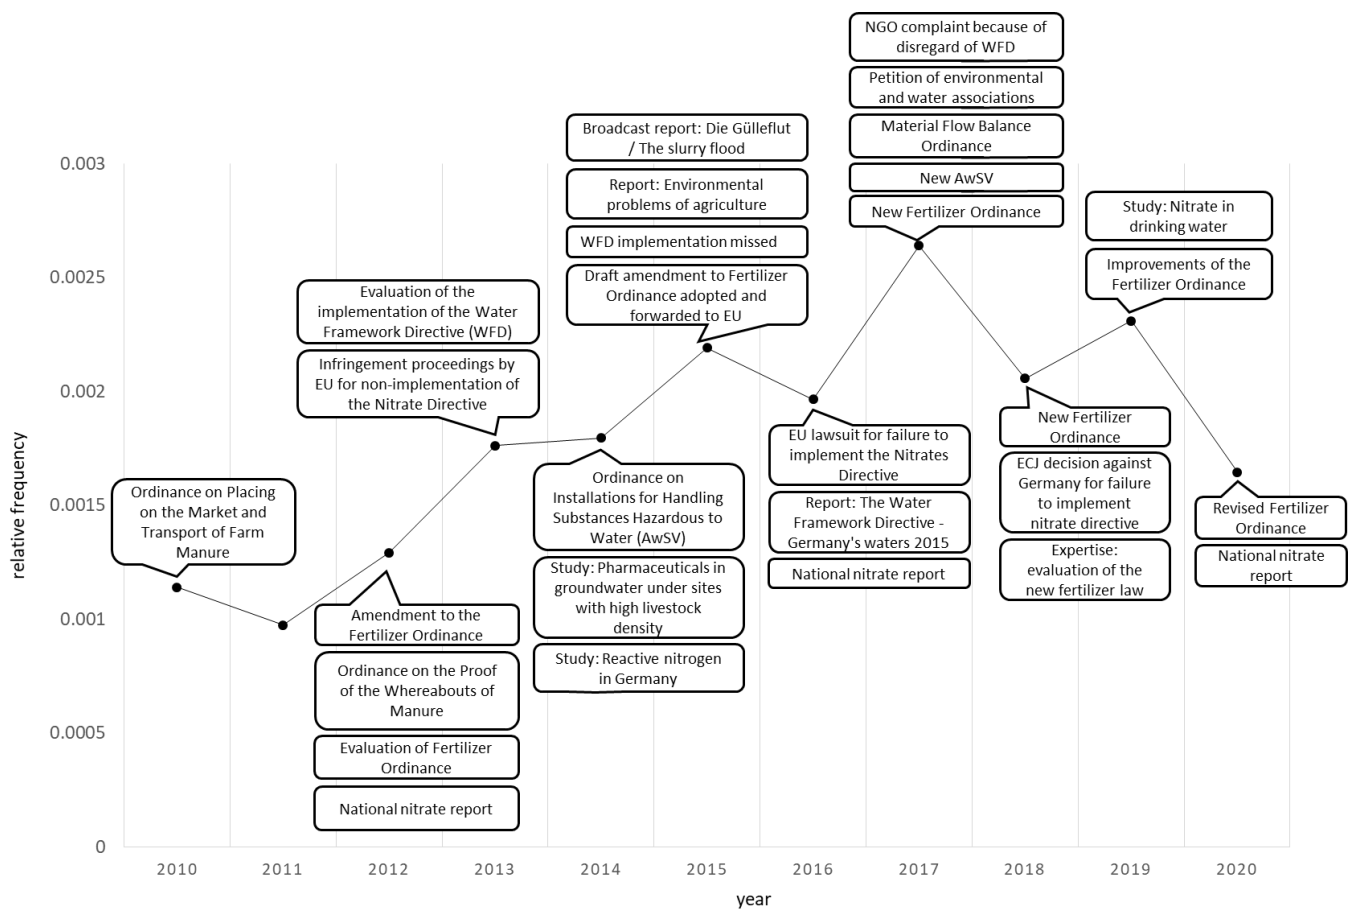 NGO complaint because of
disregard of WFD
Petition of environmental
and water associations
Material Flow Balance
Ordinance
New AwSV
New Fertilizer Ordinance
Broadcast report: Die Gülleflut
/ The slurry flood
Report: Environmental
problems of agriculture
WFD implementation missed
Draft amendment to Fertilizer
Ordinance adopted and
forwarded to EU
Study: Nitrate in
drinking water
Improvements of the
Fertilizer Ordinance
Evaluation of the
implementation of the Water
Framework Directive (WFD)
Infringement proceedings by
EU for non-implementation of
the Nitrate Directive
Ordinance on Placing
on the Market and
Transport of Farm
Manure
Amendment to the
Fertilizer Ordinance
Ordinance on the Proof
of the Whereabouts of
Manure
Evaluation of Fertilizer
Ordinance
National nitrate report
Ordinance on
Installations for Handling
Substances Hazardous to
Water (AwSV)
Study: Pharmaceuticals in
groundwater under sites
with high livestock
density
Study: Reactive nitrogen
in Germany
EU lawsuit for failure to
implement the Nitrates
Directive
Report: The Water
Framework Directive -
Germany's waters 2015
National nitrate report
New Fertilizer
Ordinance
ECJ decision against
Germany for failure
to implement
nitrate directive
Expertise:
evaluation of the
new fertilizer law
Revised Fertilizer
Ordinance
National nitrate
report
0.003
0.0025
0.002
0.0015
0.001
0.0005
0
relative frequency
2010 2011 2012 2013 2014 2015 2016 2017 2018 2019 2020
year